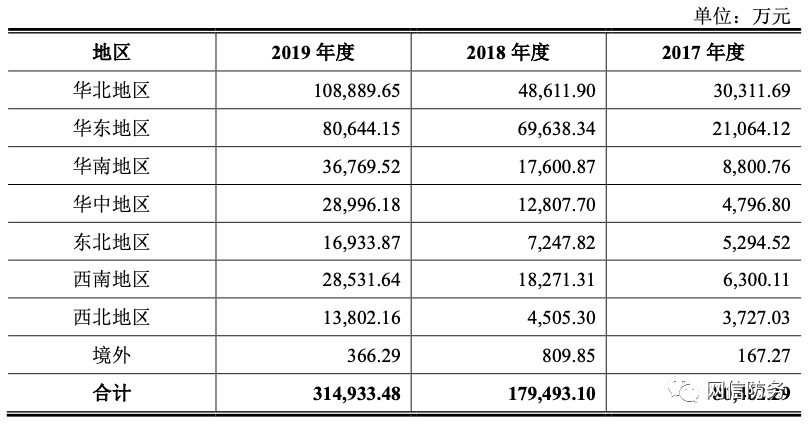 单位：万元
地区 2019 年度 2018 年度 2017 年度
华北地区 108,889.65 48,611.90 30,311.69
华东地区 80,644.15 69,638.34 21,064.12
华南地区 36,769.52 17,600.87 8,800.76
华中地区 28,996.18 12,807.70 4,796.80
东北地区 16,933.87 7,247.82 5,294.52
西南地区 28,531.64 18,271.31 6,300.11
西北地区 13,802.16 4,505.30 3,727.03
境外 366.29 809.85 167.27
合计 314,933.48 179,493.10
网信防务